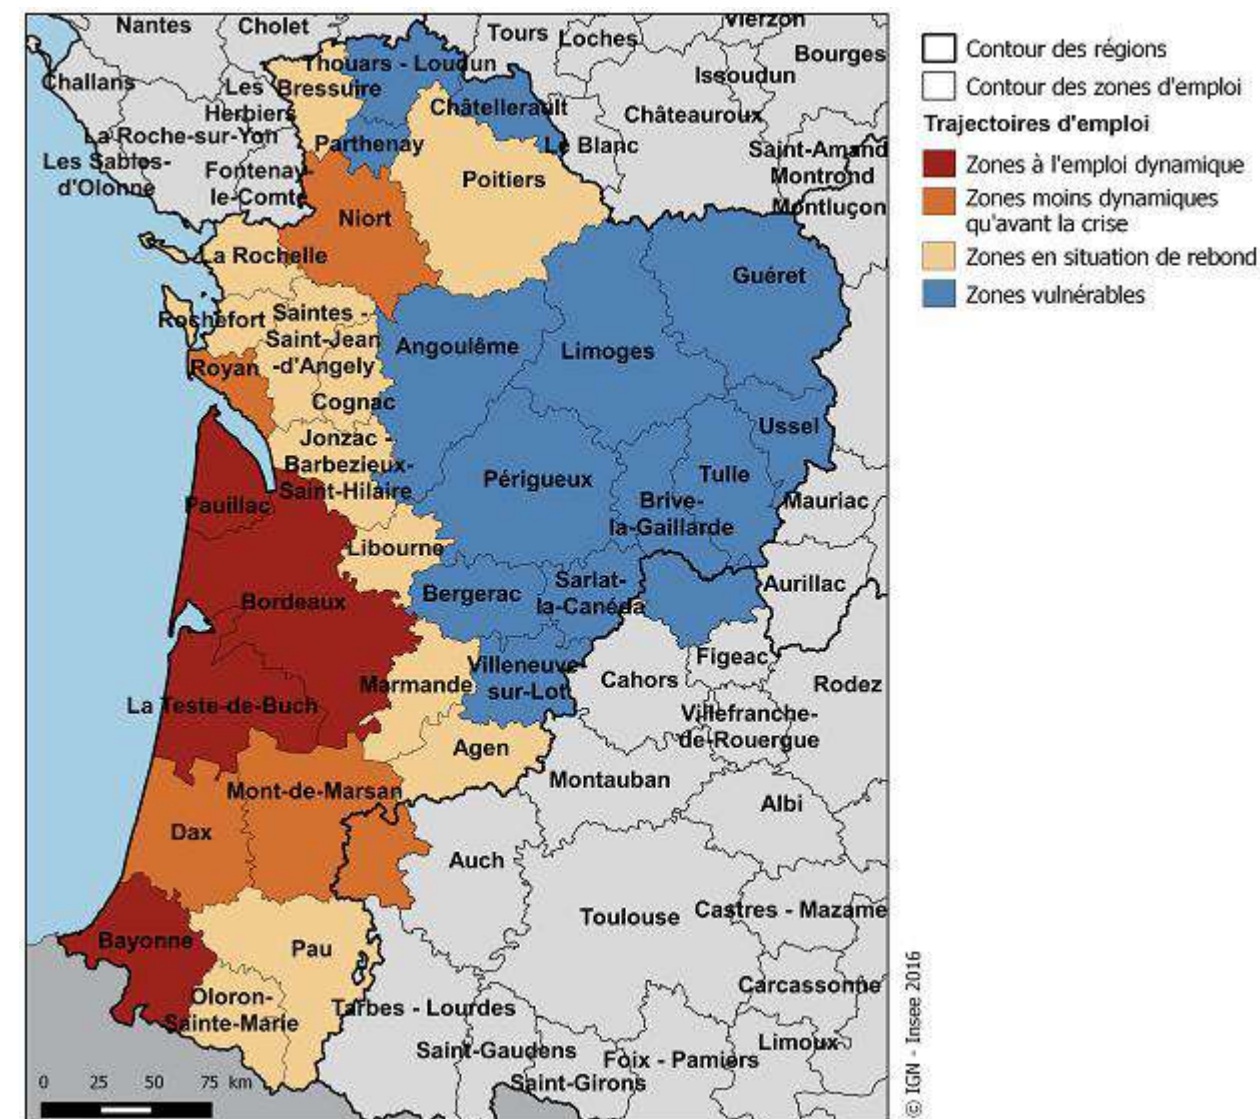 Nantes
Cholet
Tours
Loches
Vierzon
Bourges
Issoudun
Challans
Les
Herbiers
Bressuire
Thouars - Loudun
Châtellerault
Châteauroux
La Roche-sur-Yon
Parthenay
Le Blanc
Saint-Amand
Montrond
Les Sables-
d'Olonne
Fontenay-
le-Comte
Poitiers
Montluçon
Niort
La Rochelle
Guéret
Rochefort
Saintes -
Saint-Jean
-d'Angely
Angoulême
Limoges
Royan
Cognac
Ussel
Jonzac -
Barbezieux-
Saint-Hilaire
Périgueux
Tulle
Brive-
la-Gaillarde
Mauriac
Pauillac
Libourne
Bordeaux
Bergerac
Sarlat-
la-Canéda
Aurillac
Figeac
Villeneuve-
sur-Lot
Cahors
Marmande
Rodez
La Teste-de-Buch
Villefranche-
de-Rouergue
Agen
Montauban
Mont-de-Marsan
Albi
Dax
Auch
Toulouse
Castres - Mazame
Bayonne
Pau
Carcassonne
Oloron-
Sainte-Marie
Tarbes - Lourdes
Saint-Gaudens
Foix - Pamiers
Limoux
Saint-Girons
0 25 50 75 km
Contour des régions
Contour des zones d'emploi
Trajectoires d'emploi
Zones à l'emploi dynamique
Zones moins dynamiques
qu'avant la crise
Zones en situation de rebond
Zones vulnérables
© IGN - Insee 2016